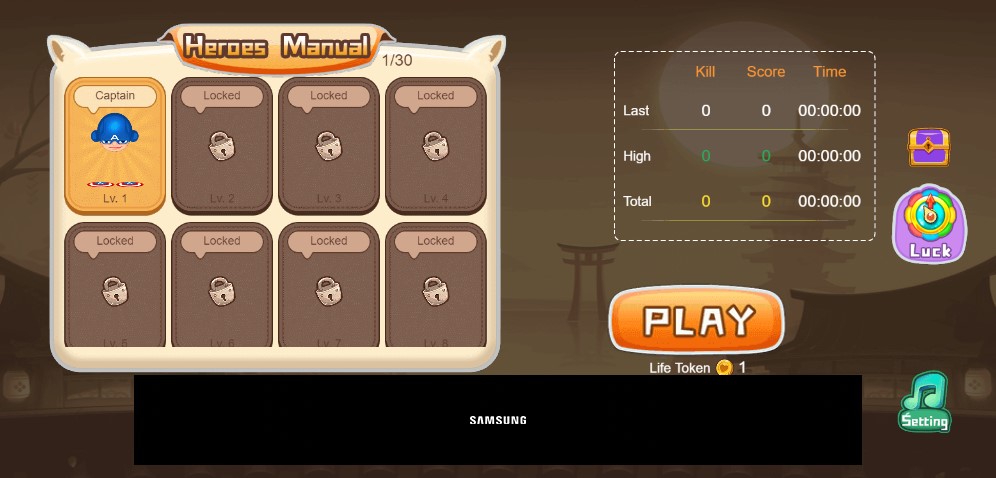 Heroes Manual
1/30
Captain
Locked
Locked
Locked
Lv. 1
Lv. 2
Lv. 3
Lv. 4
Locked
Locked
Locked
Locked
Lv. 5
Lv. 6
Lv. 7
Lv. 8
Kill Score Time
Last 0 0 00:00:00
High 0 0 00:00:00
Total 0 0 00:00:00
Luck
PLAY
Life Token 1
Setting
SAMSUNG